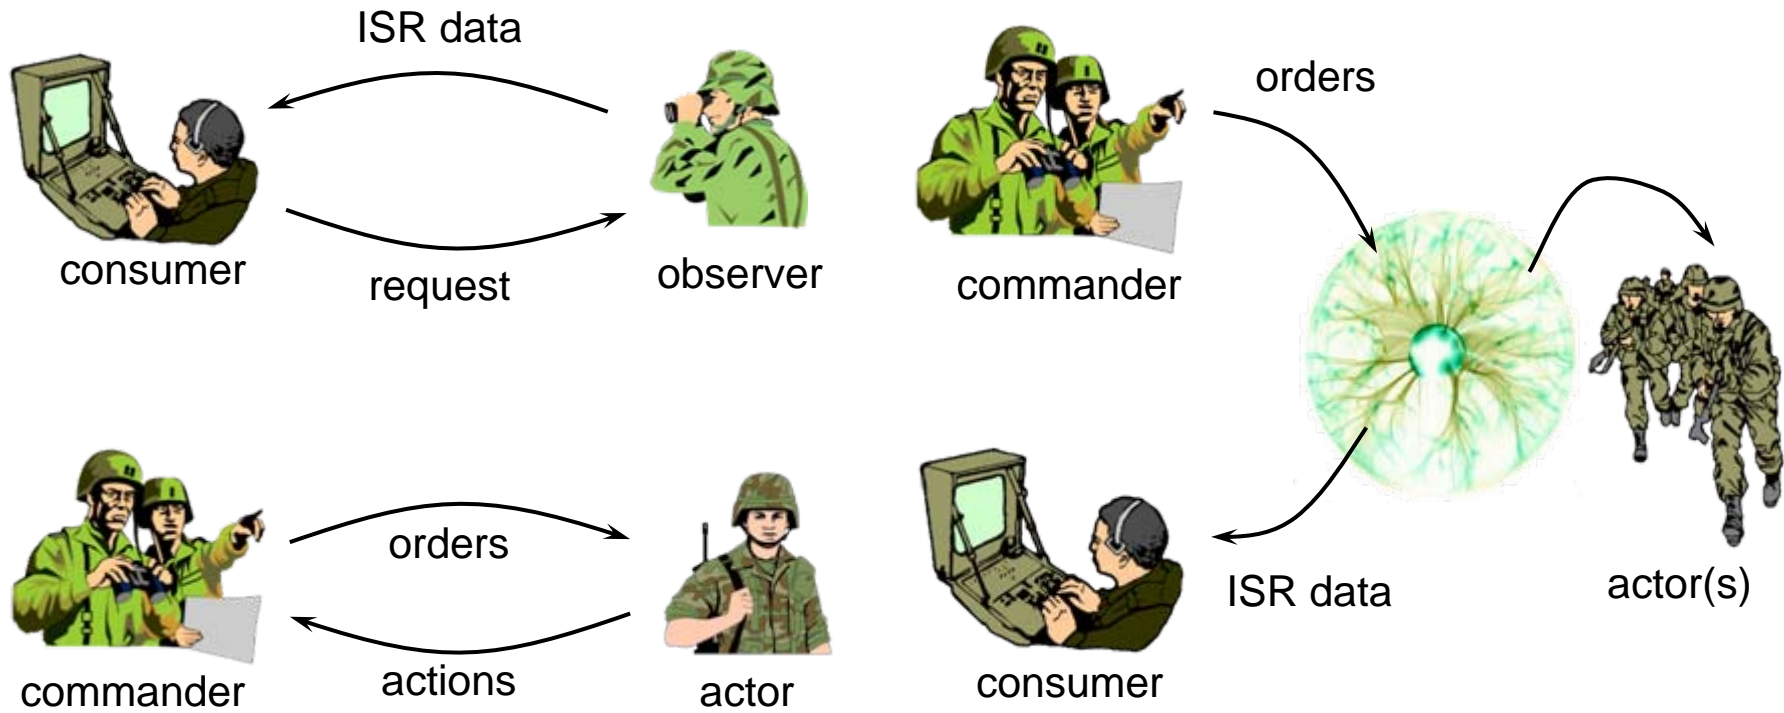 ISR data
consumer
request
observer
orders
commander
actor(s)
ISR data
consumer
orders
actions
commander
actor